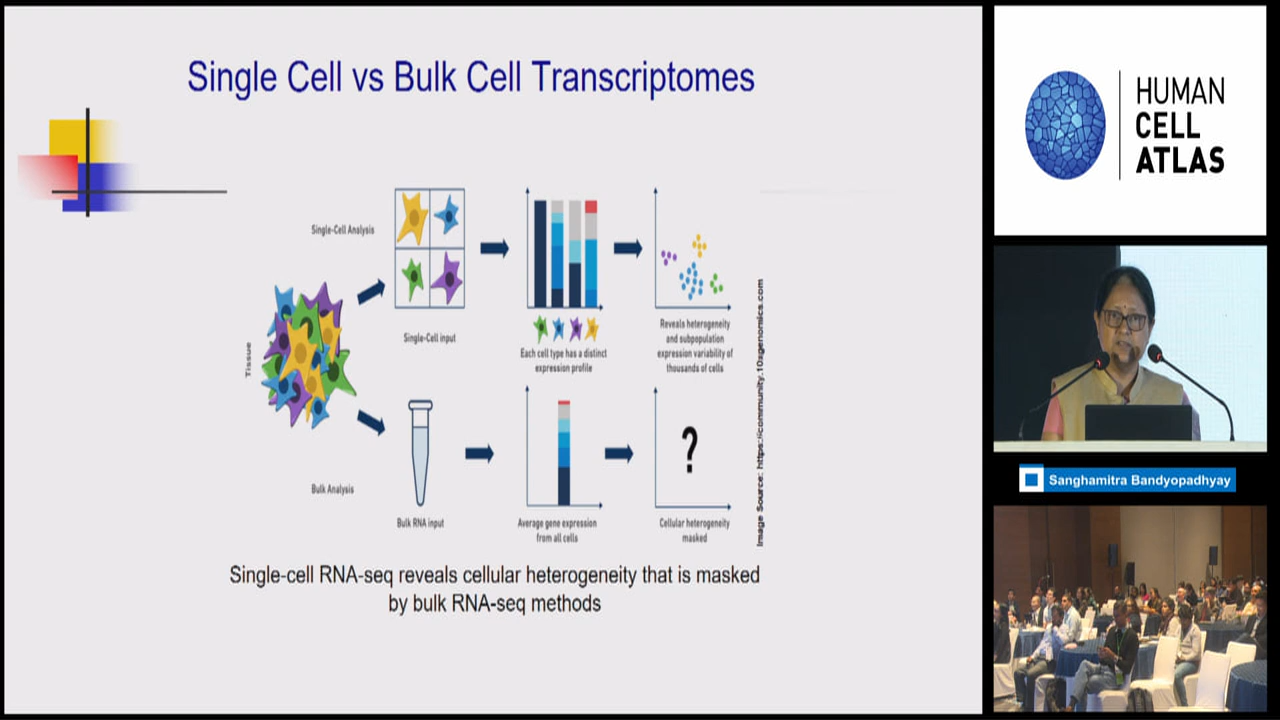 Single Cell vs Bulk Cell Transcriptomes
Single-Cell Analysis
Single-Cell input
Each cell type has a distinct
expression profile
Reveals heterogeneity
and subpopulation
expression variability of
thousands of cells
Tissue
Bulk Analysis
Bulk RNA input
Average gene expression
from all cells
?
Cellular heterogeneity
masked
Image Source: https://community.10xgenomics.com
Single-cell RNA-seq reveals cellular heterogeneity that is masked
by bulk RNA-seq methods
HUMAN
CELL
ATLAS
Sanghamitra Bandyopadhyay